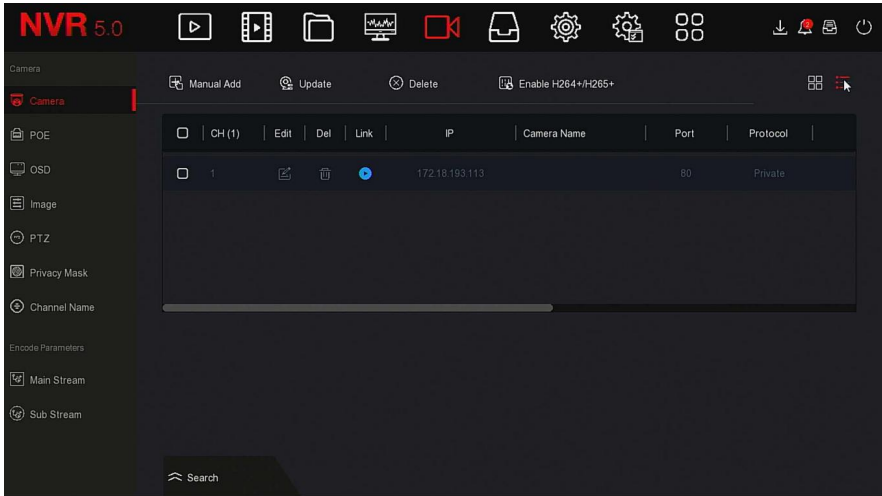 NVR 5.0
2
Camera
Camera
POE
OSD
Image
PTZ
Privacy Mask
Channel Name
Encode Parameters
Main Stream
Sub Stream
Manual Add Update Delete Enable H264+/H265+
CH (1) Edit Del Link IP Camera Name Port Protocol
1 172.18.193.113 80 Private
Search